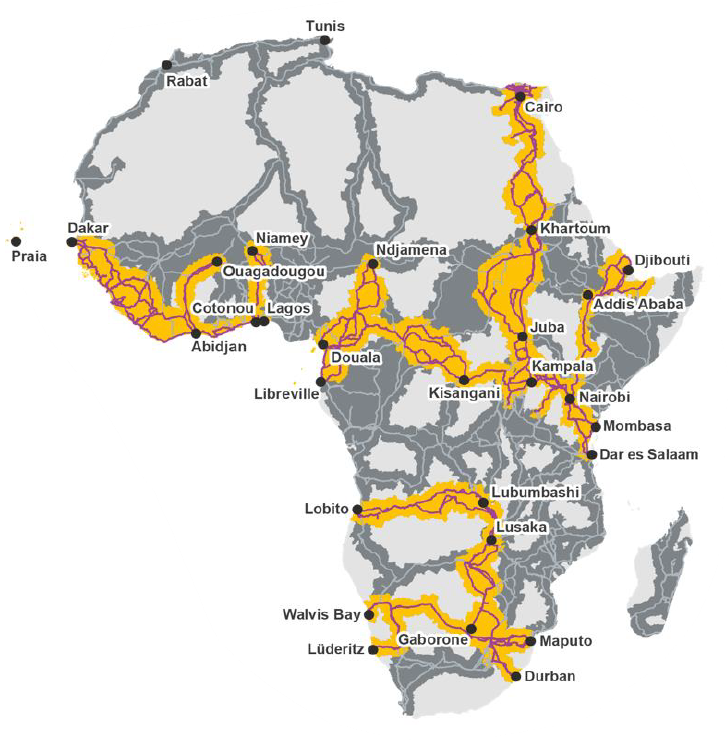 Tunis
Rabat
Cairo
Dakar
Praia
Niamey
Ouagadougou
Ndjamena
Khartoum
Djibouti
Addis Ababa
Cotonou Lagos
Abidjan
Juba
Douala
Kampala
Libreville
Kisangani
Nairobi
Mombasa
Dar es Salaam
Lobito
Lubumbashi
Lusaka
Walvis Bay
Gaborone
Maputo
Lüderitz
Durban